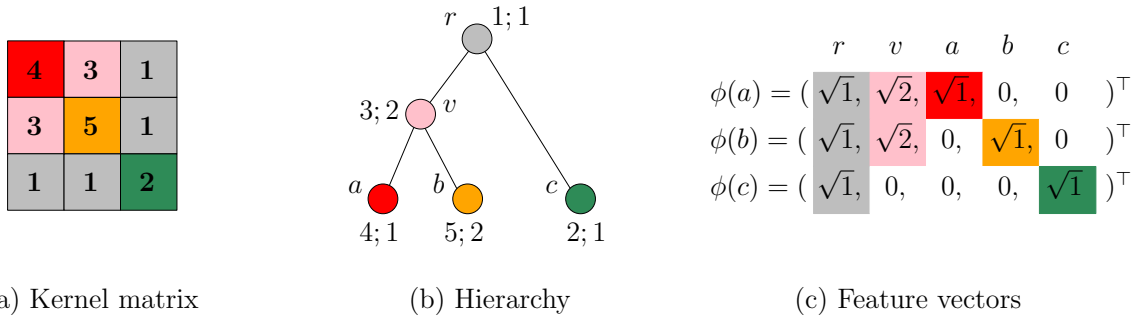 4 3 1
3 5 1
1 1 2
r 1; 1
3; 2 v
a b c
4; 1 5; 2 2; 1
r v a b c
ϕ(a) = ( √1, √2, √1, 0, 0 )⊤
ϕ(b) = ( √1, √2, 0, √1, 0 )⊤
ϕ(c) = ( √1, 0, 0, 0, √1 )⊤
) Kernel matrix
(b) Hierarchy
(c) Feature vectors